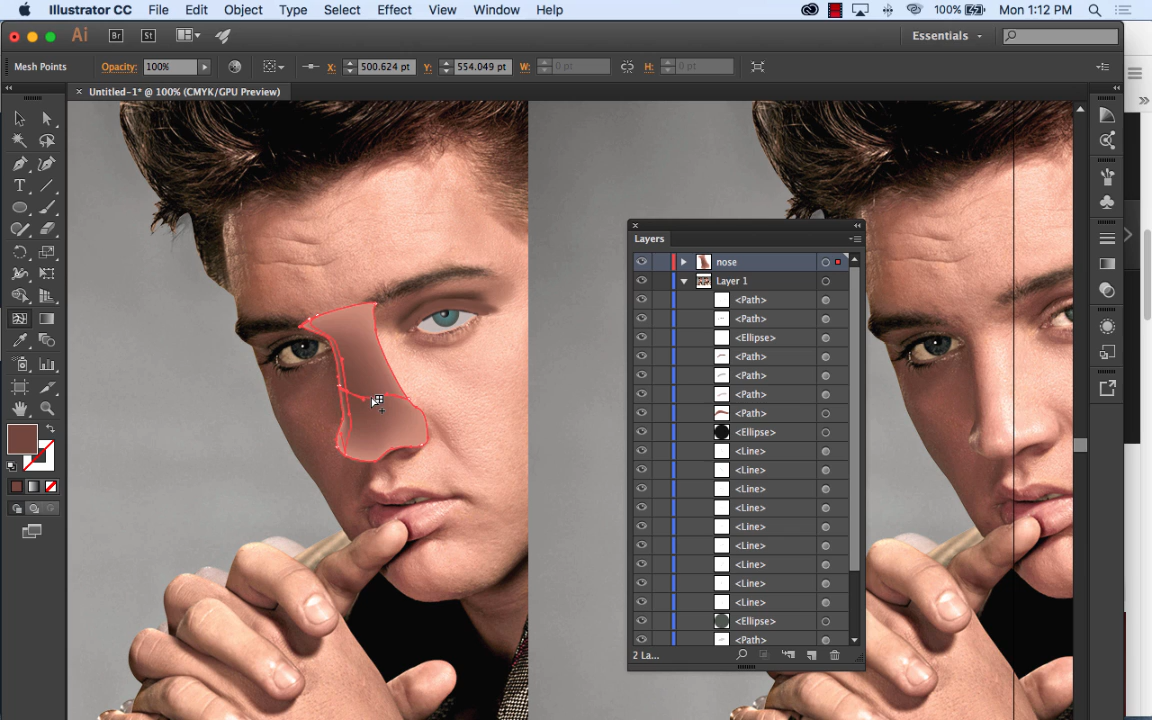 Illustrator CC File Edit Object Type Select Effect View Window Help 100% Mon 1:12 PM
Ai Br St Essentials
Mesh Points Opacity: 100% X: 500.624 pt Y: 554.049 pt W: 0 pt H: 0 pt
× Untitled-1* @ 100% (CMYK/GPU Preview)
Layers
nose
Layer 1
<Path>
<Path>
<Ellipse>
<Path>
<Path>
<Path>
<Path>
<Ellipse>
<Line>
<Line>
<Line>
<Line>
<Line>
<Line>
<Line>
<Line>
<Line>
<Ellipse>
<Path>
2 La...